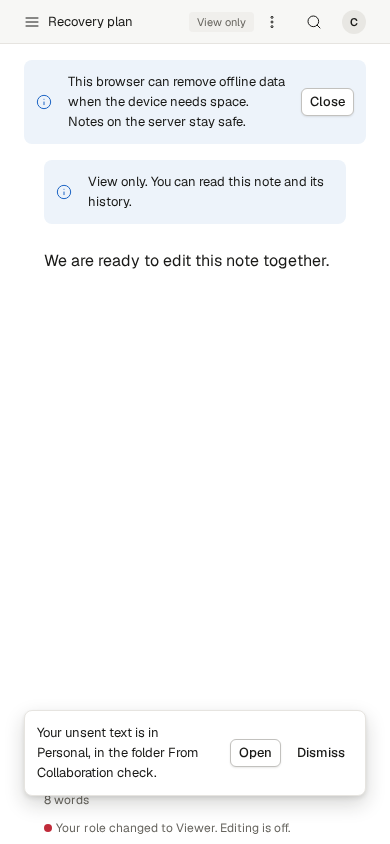 Recovery plan
View only
C
This browser can remove offline data
when the device needs space.
Notes on the server stay safe.
Close
View only. You can read this note and its
history.
We are ready to edit this note together.
Your unsent text is in
Personal, in the folder From
Collaboration check.
Open
Dismiss
8 words
Your role changed to Viewer. Editing is off.